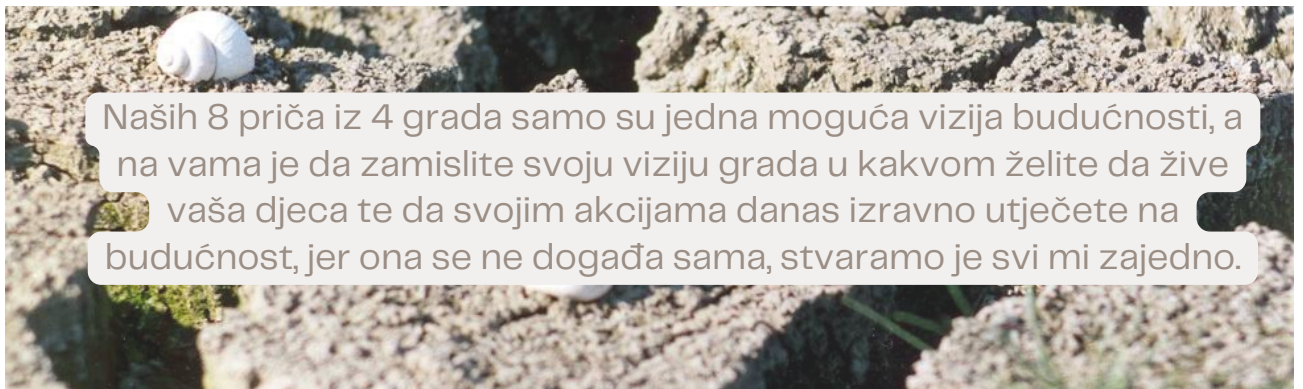 Naših 8 priča iz 4 grada samo su jedna moguća vizija budućnosti, a
na vama je da zamislite svoju viziju grada u kakvom želite da žive
vaša djeca te da svojim akcijama danas izravno utječete na
budućnost, jer ona se ne događa sama, stvaramo je svi mi zajedno.